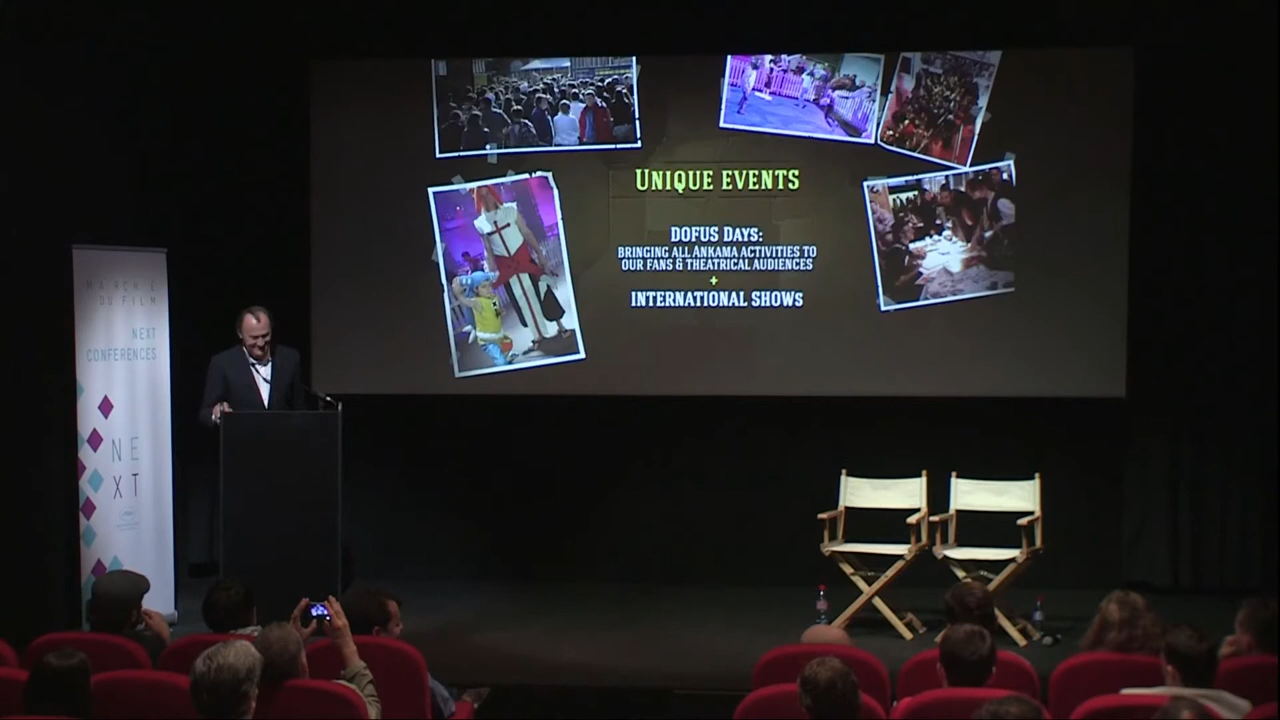 UNIQUE EVENTS
DOFUS DAYS:
BRINGING ALL ANKAMA ACTIVITIES TO
OUR FANS & THEATRICAL AUDIENCES
+
INTERNATIONAL SHOWS
MARCHÉ
DU FILM
NEXT
CONFERENCES
NE
XT